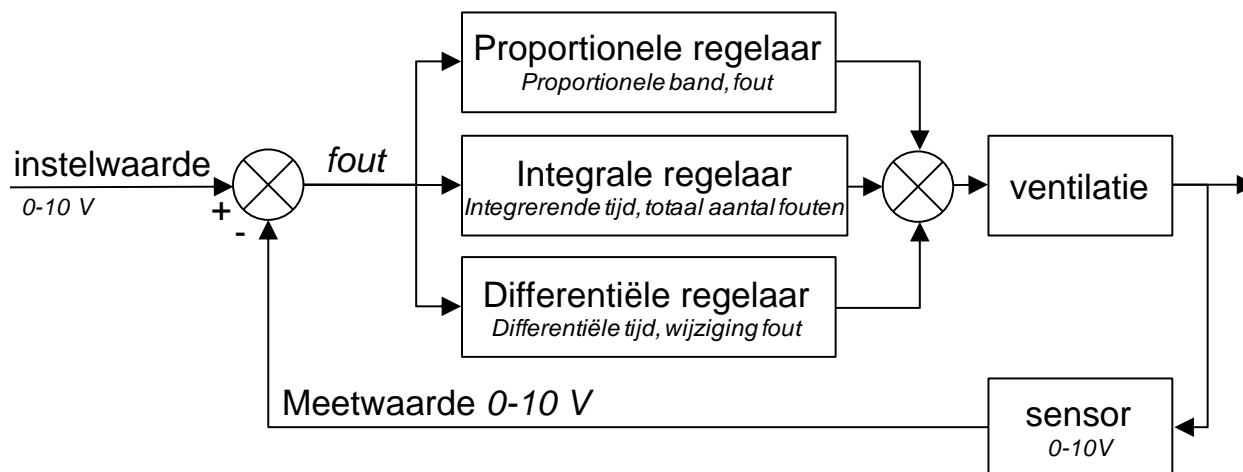 Proportionele regelaar
Proportionele band, fout
instelwaarde
0-10 V
+
-
fout
Integrale regelaar
Integrerende tijd, totaal aantal fouten
ventilatie
Differentiële regelaar
Differentiële tijd, wijziging fout
Meetwaarde 0-10 V
sensor
0-10V